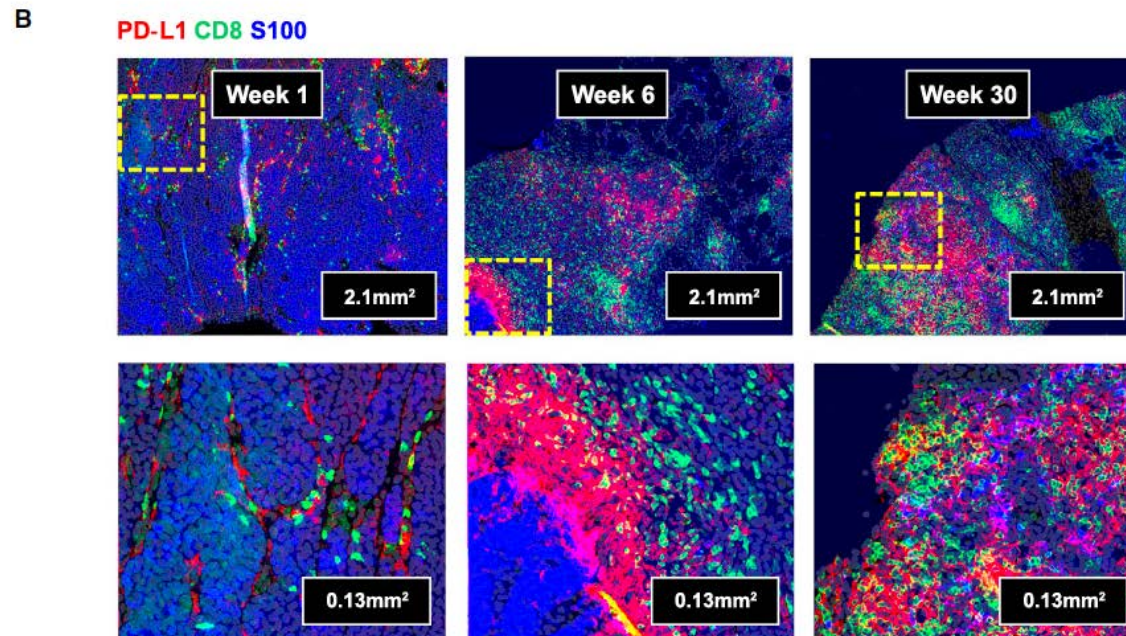 B
PD-L1 CD8 S100
Week 1
Week 6
Week 30
2.1mm²
2.1mm²
2.1mm²
0.13mm²
0.13mm²
0.13mm²